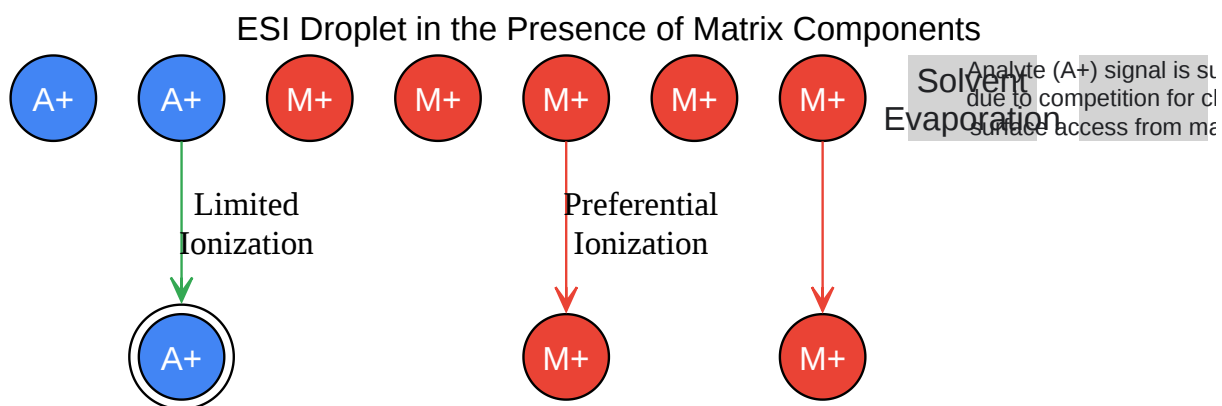 ESI Droplet in the Presence of Matrix Components
A+ A+ M+ M+ M+ M+ M+
Solvent
Evaporation
Analyte (A+) signal is
due to competition for
surface access from
Limited
Ionization
Preferential
Ionization
A+ M+ M+